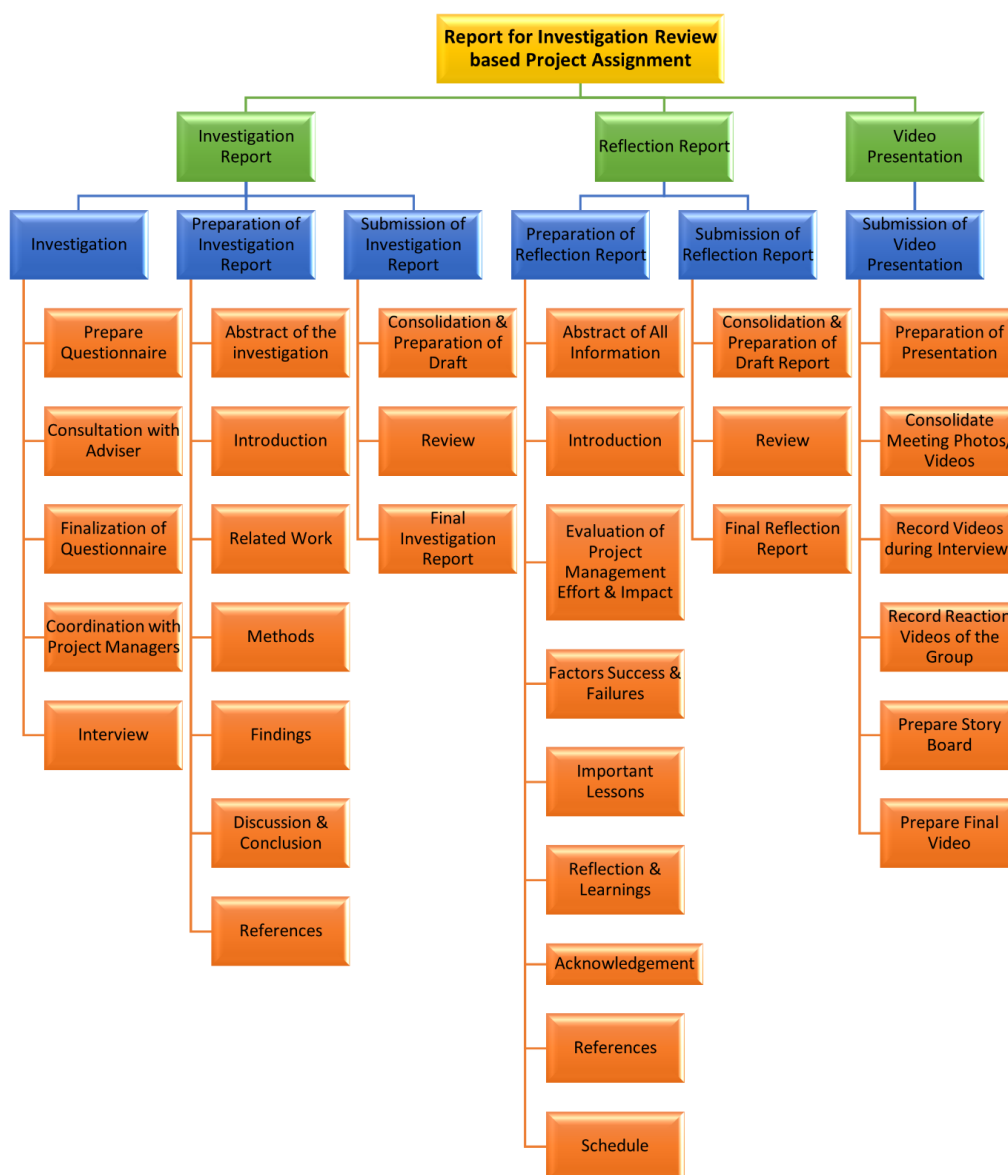 Report for Investigation Review
based Project Assignment
Investigation
Report
Reflection Report
Video
Presentation
Investigation
Preparation of
Investigation
Report
Submission of
Investigation
Report
Preparation of
Reflection Report
Submission of
Reflection Report
Submission of
Video
Presentation
Prepare
Questionnaire
Consultation with
Adviser
Finalization of
Questionnaire
Coordination with
Project Managers
Interview
Abstract of the
investigation
Introduction
Related Work
Methods
Findings
Discussion &
Conclusion
References
Consolidation &
Preparation of
Draft
Review
Final
Investigation
Report
Abstract of All
Information
Introduction
Evaluation of
Project
Management
Effort & Impact
Factors Success &
Failures
Important
Lessons
Reflection &
Learnings
Acknowledgement
References
Schedule
Consolidation &
Preparation of
Draft Report
Review
Final Reflection
Report
Preparation of
Presentation
Consolidate
Meeting Photos/
Videos
Record Videos
during Interview
Record Reaction
Videos of the
Group
Prepare Story
Board
Prepare Final
Video